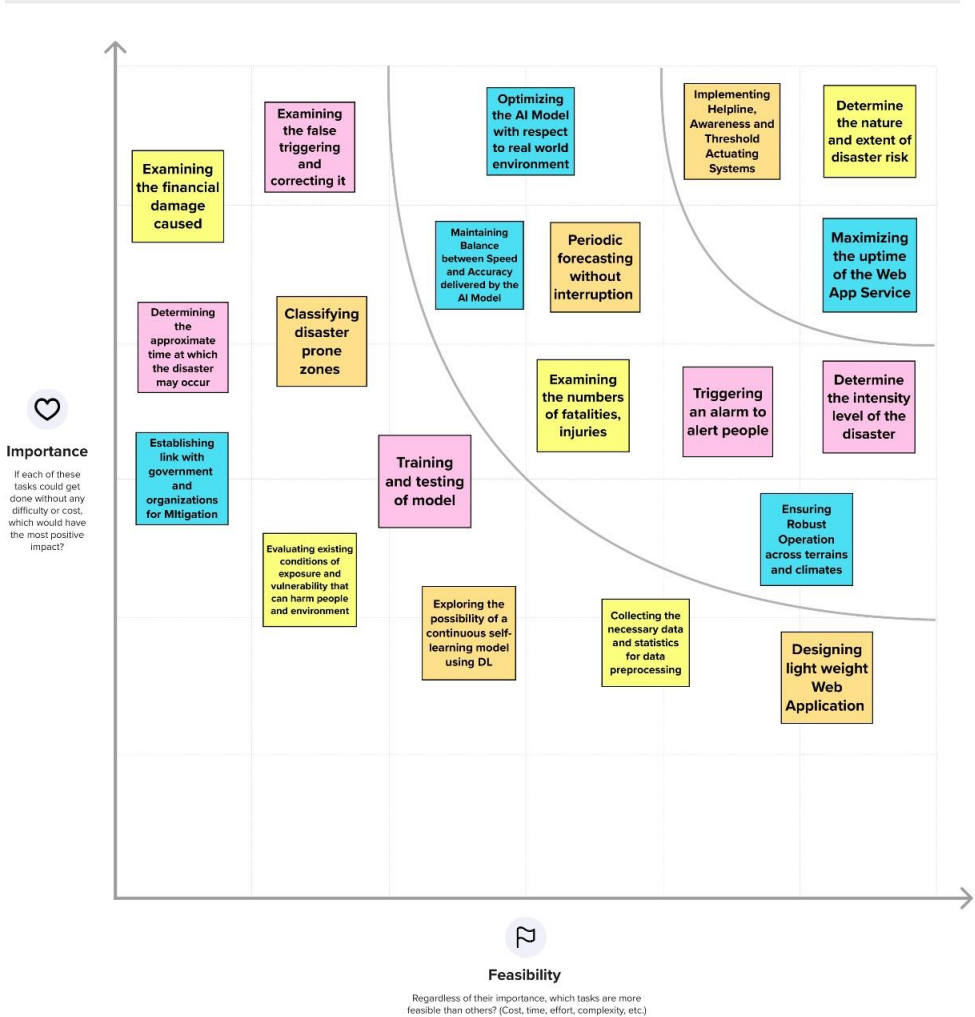 Optimizing
the AI Model
with respect
to real world
environment
Implementing
Helpline,
Awareness and
Threshold
Actuating
Systems
Determine
the nature
and extent of
disaster risk
Examining
the false
triggering
and
correcting it
Examining
the financial
damage
caused
Maintaining
Balance
between Speed
and Accuracy
delivered by the
AI Model
Periodic
forecasting
without
interruption
Maximizing
the uptime
of the Web
App Service
Determining
the
approximate
time at which
the disaster
may occur
Classifying
disaster
prone
zones
Examining
the numbers
of fatalities,
injuries
Triggering
an alarm to
alert people
Determine
the intensity
level of the
disaster
Importance
If each of these
tasks could get
done without any
difficulty or cost,
which would have
the most positive
impact?
Establishing
link with
government
and
organizations
for MItigation
Training
and testing
of model
Ensuring
Robust
Operation
across terrains
and climates
Evaluating existing
conditions of
exposure and
vulnerability that
can harm people
and environment
Exploring the
possibility of a
continuous self-
learning model
using DL
Collecting the
necessary data
and statistics
for data
preprocessing
Designing
light weight
Web
Application
Feasibility
Regardless of their importance, which tasks are more
feasible than others? (Cost, time, effort, complexity, etc.)